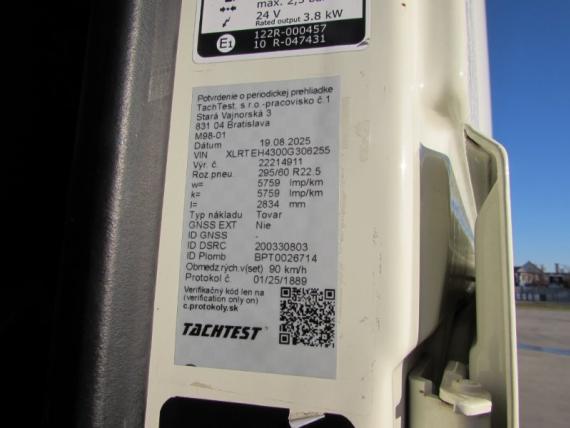 max. 2,5
24 V Rated output 3.8 kW
E1 122R-000457
10 R-047431
Potvrdenie o periodickej prehliadke
TachTest, s.r.o.-pracovisko č.1
Stará Vajnorská 3
831 04 Bratislava
M98-01
Dátum 19.08.2025
VIN XLRTEH4300G306255
Výr. č. 22214911
Roz.pneu. 295/60 R22.5
w= 5759 Imp/km
k= 5759 Imp/km
l= 2834 mm
Typ nákladu Tovar
GNSS EXT Nie
ID GNSS -
ID DSRC 200330803
ID Plomb BPT0026714
Obmedz.rých.v(set) 90 km/h
Protokol č. 01/25/1889
Verifikačný kód len na
(verification only on)
c.protokoly.sk
TACHTEST